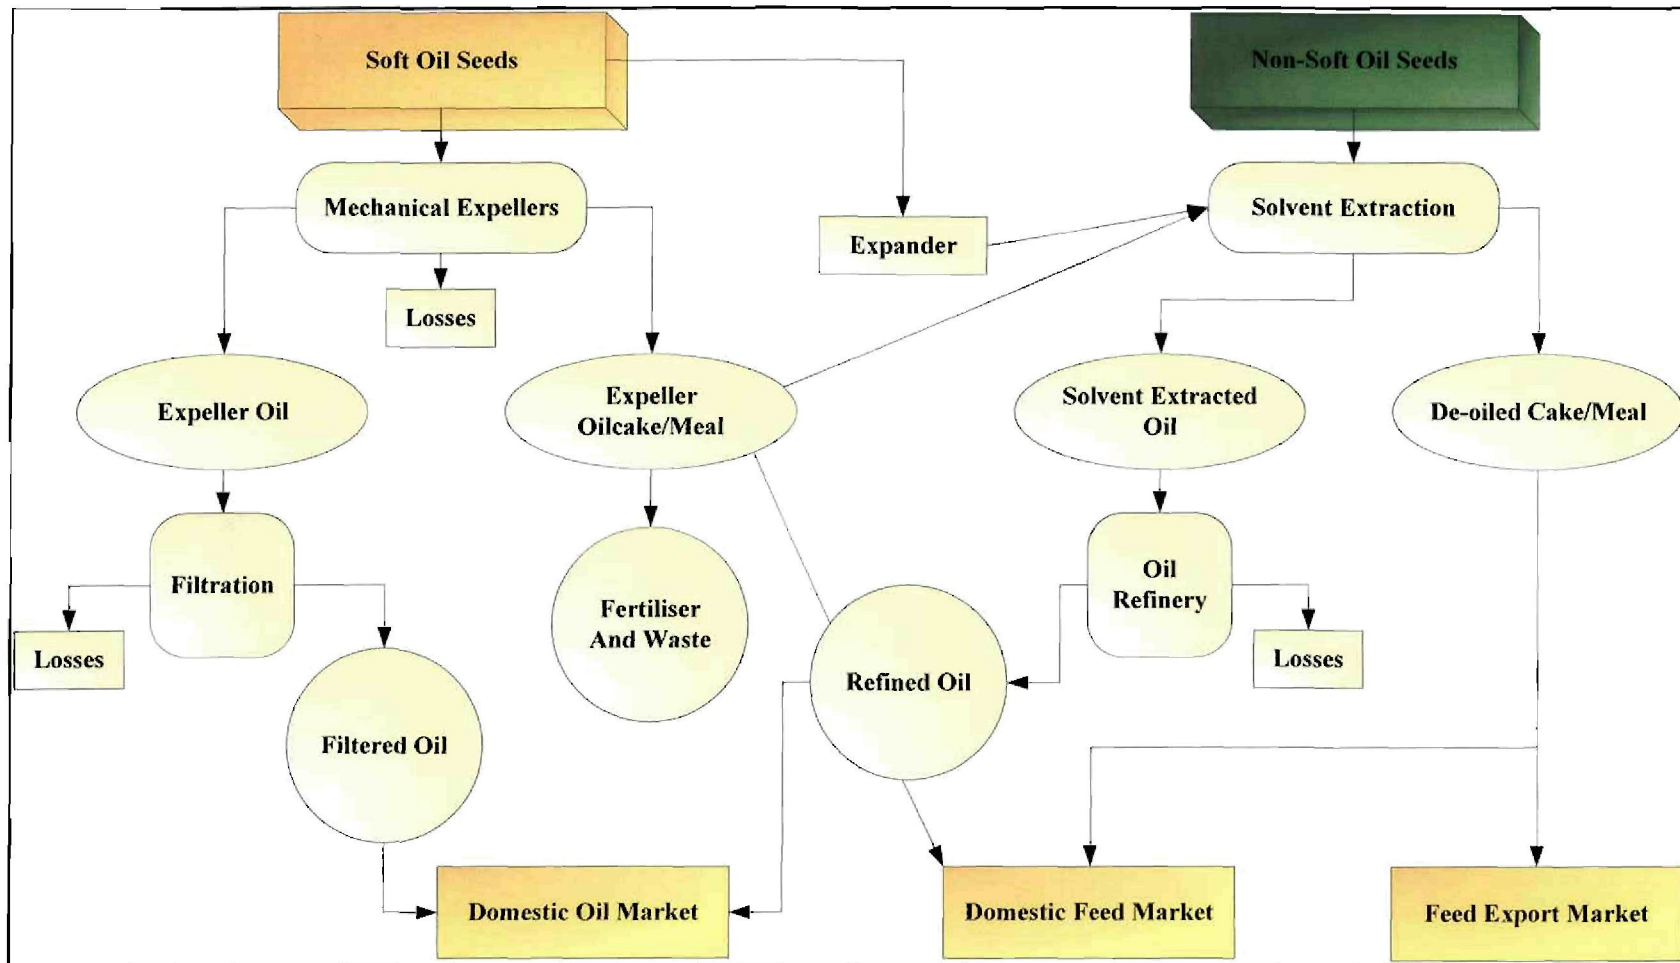 Soft Oil Seeds
Non-Soft Oil Seeds
Mechanical Expellers
Solvent Extraction
Expander
Losses
Expeller Oil
Expeller
Oilcake/Meal
Solvent Extracted
Oil
De-oiled Cake/Meal
Filtration
Fertiliser
And Waste
Oil
Refinery
Losses
Losses
Refined Oil
Filtered Oil
Domestic Oil Market
Domestic Feed Market
Feed Export Market